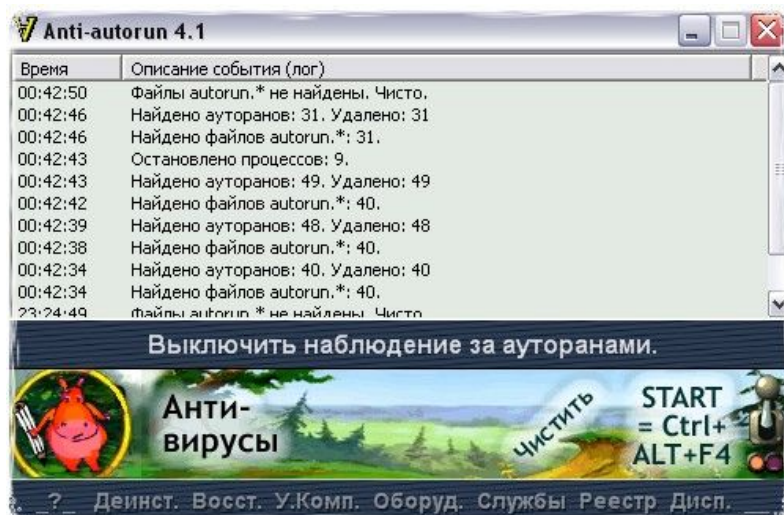 Anti-autorun 4.1
Время Описание события (лог)
00:42:50 Файлы autorun.* не найдены. Чисто.
00:42:46 Найдено ауторанов: 31. Удалено: 31
00:42:46 Найдено файлов autorun.*: 31.
00:42:43 Остановлено процессов: 9.
00:42:43 Найдено ауторанов: 49. Удалено: 49
00:42:42 Найдено файлов autorun.*: 40.
00:42:39 Найдено ауторанов: 48. Удалено: 48
00:42:38 Найдено файлов autorun.*: 40.
00:42:34 Найдено ауторанов: 40. Удалено: 40
00:42:34 Найдено файлов autorun.*: 40.
23:24:49 Файлы autorun.* не найдены. Чисто
Выключить наблюдение за ауторанами.
Анти-
вирусы
Чистить
START
= Ctrl+
ALT+F4
_?_ Деинст. Восст. У.Комп. Оборуд. Службы Реестр Дисп.